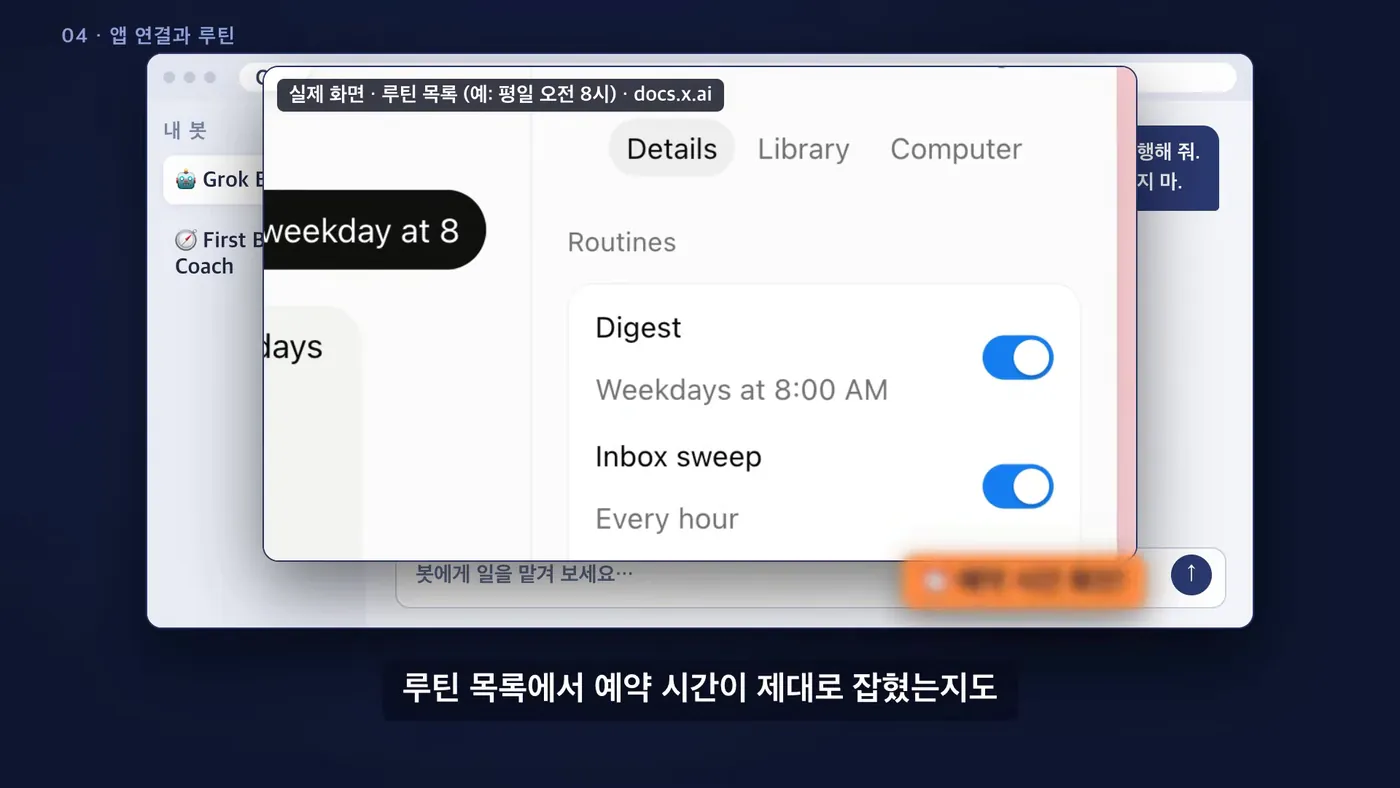 04 · 앱 연결과 루틴
실제 화면 · 루틴 목록 (예: 평일 오전 8시) · docs.x.ai
내 봇
Grok
First
Coach
행해 줘.
지 마.
weekday at 8
days
Details Library Computer
Routines
Digest
Weekdays at 8:00 AM
Inbox sweep
Every hour
봇에게 일을 맡겨 보세요…
루틴 목록에서 예약 시간이 제대로 잡혔는지도